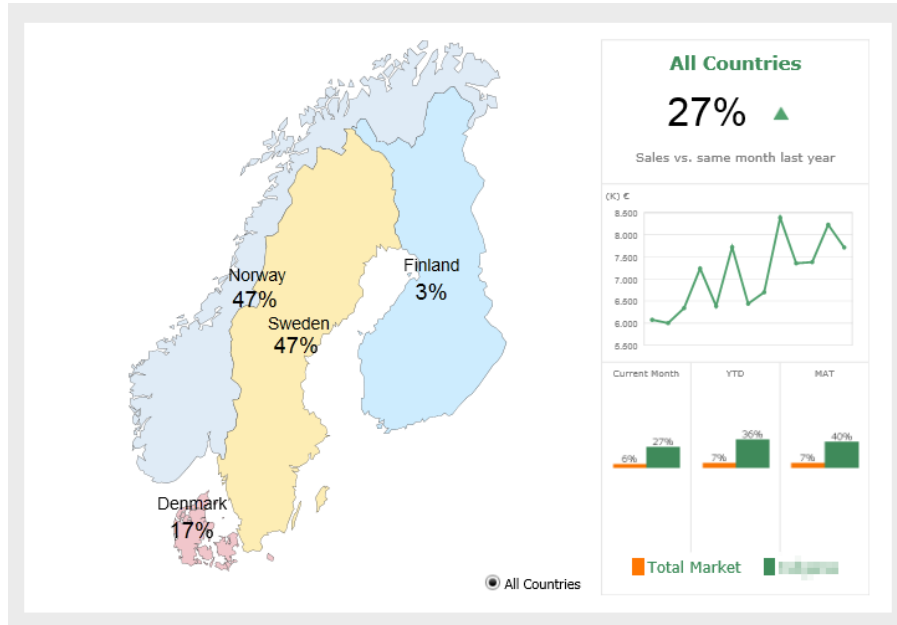 Norway
47%
Sweden
47%
Finland
3%
Denmark
17%
All Countries
All Countries
27%
Sales vs. same month last year
(K) €
8.500
8.000
7.500
7.000
6.500
6.000
5.500
Current Month
YTD
MAT
6%
27%
7%
36%
7%
40%
Total Market